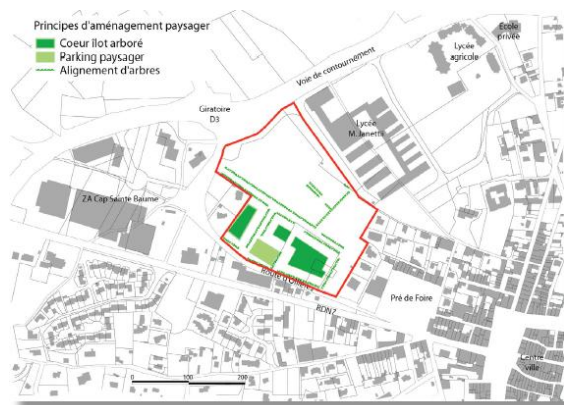 Principes d'aménagement paysager
Coeur îlot arboré
Parking paysager
Alignement d'arbres
Ecole
privée
Lycée
agricole
Voie de contournement
Giratoire
D3
Lycée
M.Janetti
ZA Cap Sainte Baume
Pré de Foire
RDN7
Centre
ville
0 100 200